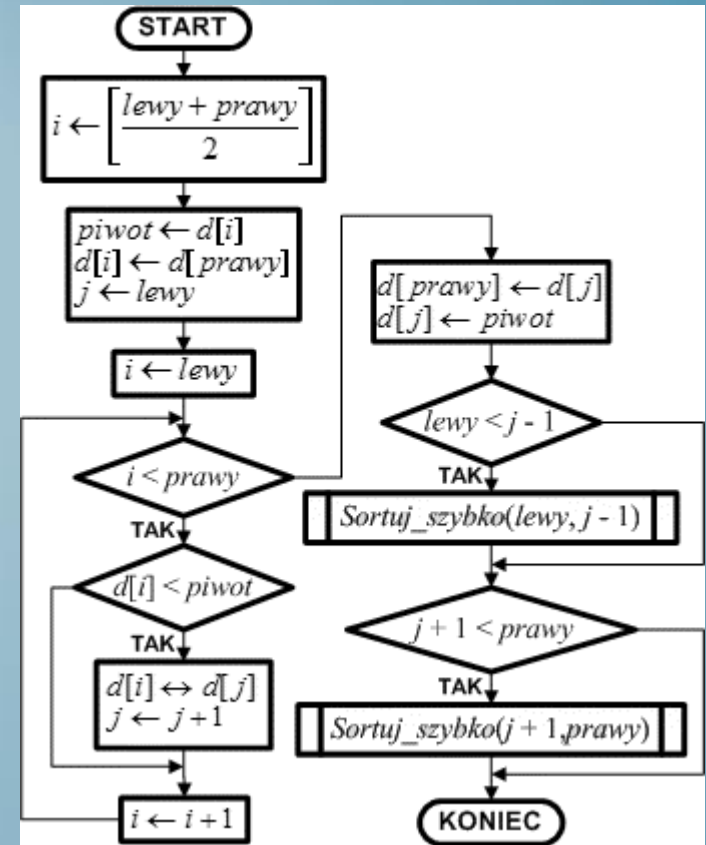 START
i ← [(lewy + prawy) / 2]
piwot ← d[i]
d[i] ← d[prawy]
j ← lewy
i ← lewy
i < prawy
TAK
d[i] < piwot
TAK
d[i] ↔ d[j]
j ← j + 1
i ← i + 1
d[prawy] ← d[j]
d[j] ← piwot
lewy < j - 1
TAK
Sortuj_szybko(lewy, j - 1)
j + 1 < prawy
TAK
Sortuj_szybko(j + 1,prawy)
KONIEC